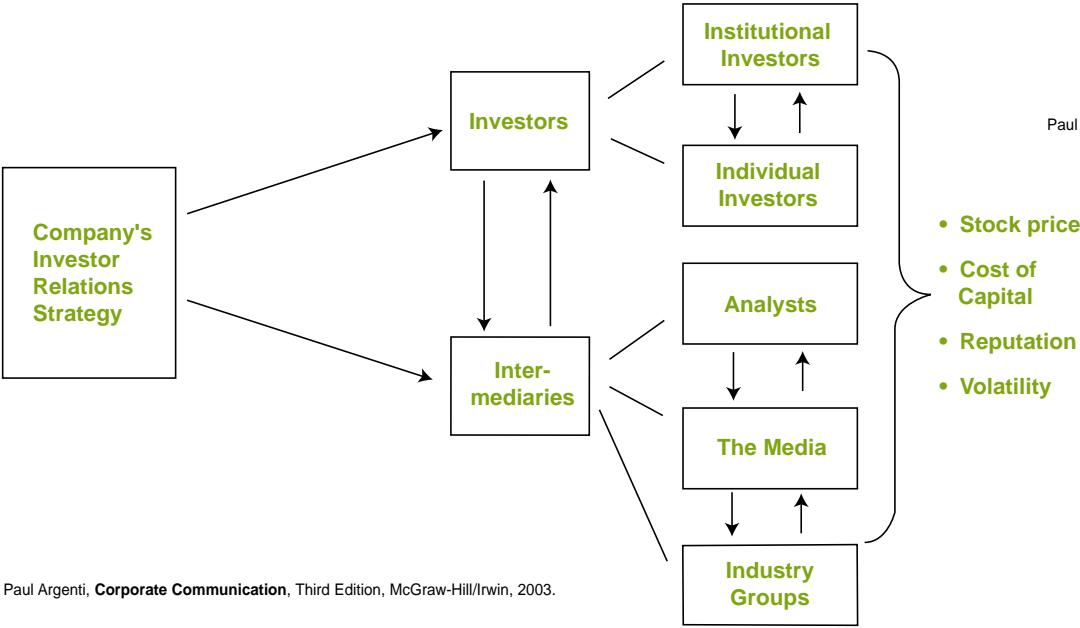 Institutional
Investors
Investors
Paul
Individual
Investors
Company's
Investor
Relations
Strategy
• Stock price
• Cost of
Capital
Analysts
• Reputation
Inter-
mediaries
• Volatility
The Media
Industry
Groups
Paul Argenti, Corporate Communication, Third Edition, McGraw-Hill/Irwin, 2003.